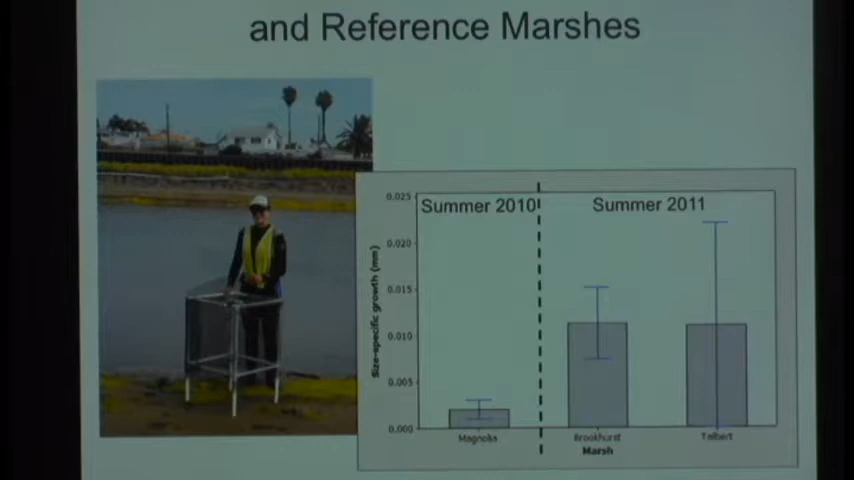 and Reference Marshes
Summer 2010
Summer 2011
0.025
0.020
0.015
0.010
0.005
0.000
Size-specific growth (mm)
Magnolia
Brookhurst
Talbert
Marsh